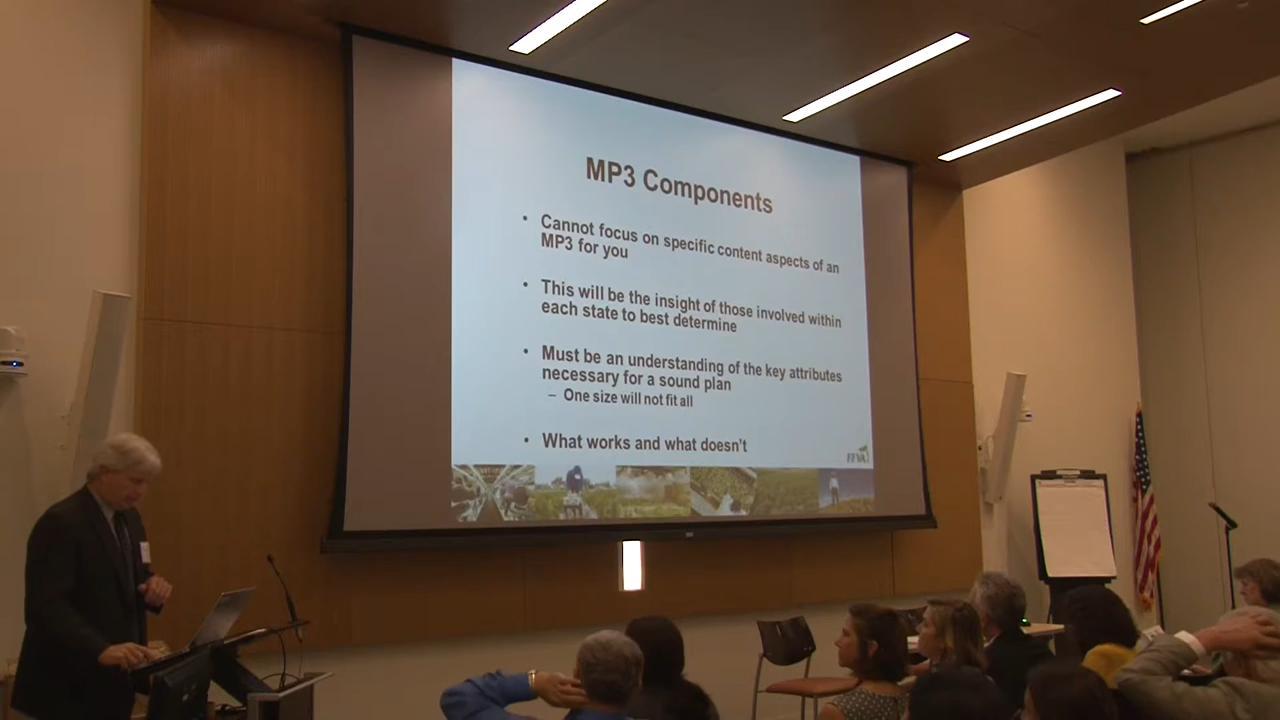 MP3 Components
• Cannot focus on specific content aspects of an
MP3 for you
• This will be the insight of those involved within
each state to best determine
• Must be an understanding of the key attributes
necessary for a sound plan
– One size will not fit all
• What works and what doesn't
FFVA